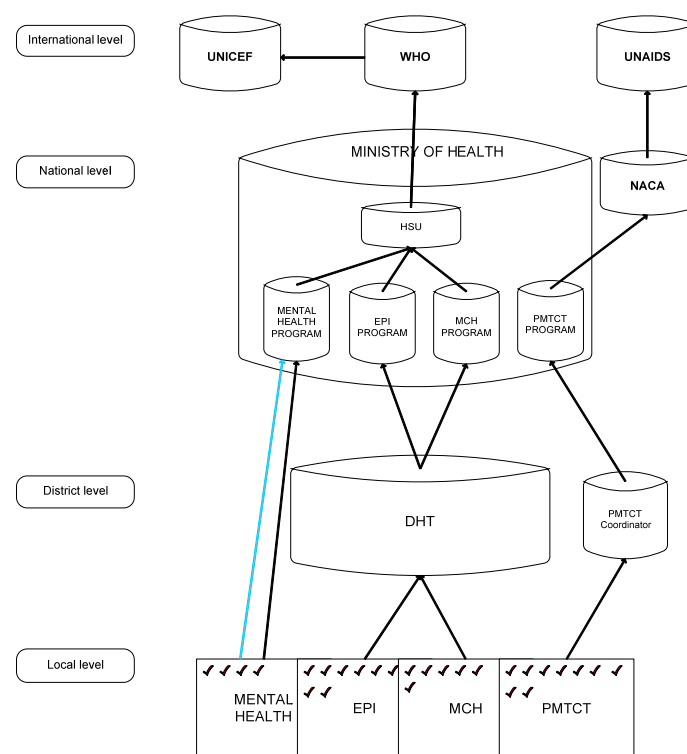 International level
UNICEF
WHO
UNAIDS
National level
MINISTRY OF HEALTH
NACA
HSU
MENTAL
HEALTH
PROGRAM
EPI
PROGRAM
MCH
PROGRAM
PMTCT
PROGRAM
District level
DHT
PMTCT
Coordinator
Local level
MENTAL
HEALTH
EPI
MCH
PMTCT